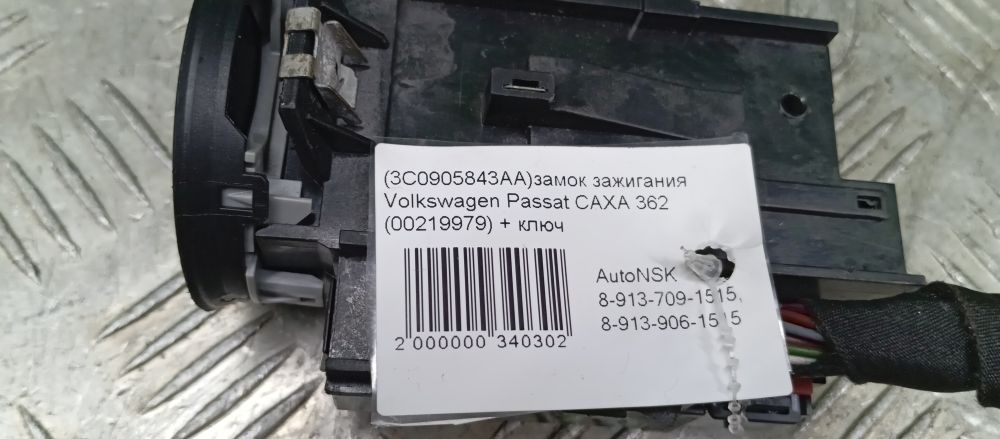 (3C0905843AA)замок зажигания
Volkswagen Passat CAXA 362
(00219979) + ключ
AutoNSK
8-913-709-1515,
8-913-906-1515
2 000000 340302